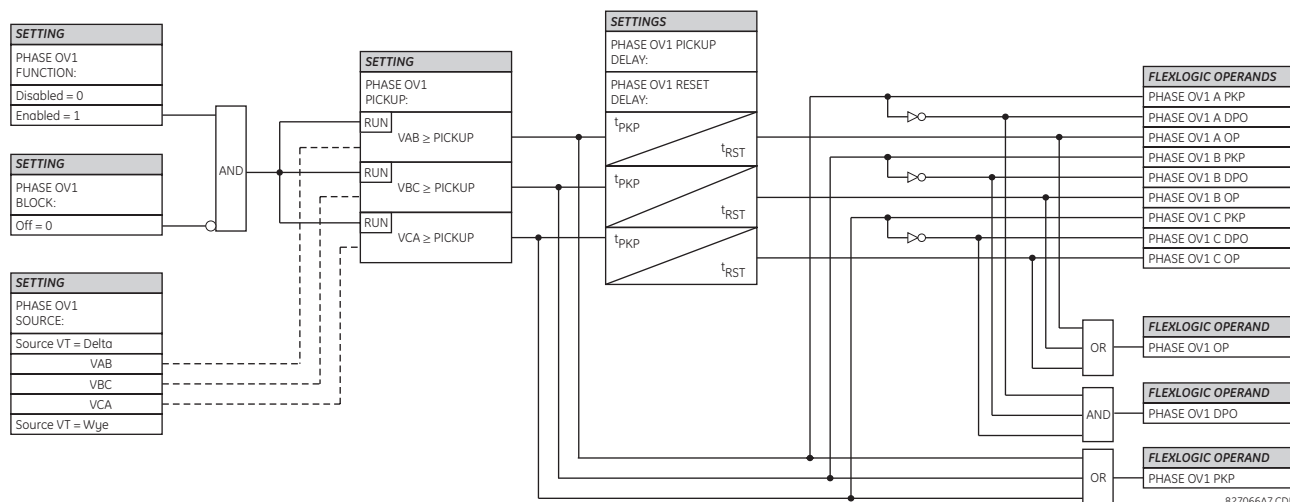 SETTING
PHASE OV1
FUNCTION:
Disabled = 0
Enabled = 1
SETTING
PHASE OV1
BLOCK:
Off = 0
SETTING
PHASE OV1
SOURCE:
Source VT = Delta
VAB
VBC
VCA
Source VT = Wye
AND
SETTING
PHASE OV1
PICKUP:
RUN
VAB ≥ PICKUP
RUN
VBC ≥ PICKUP
RUN
VCA ≥ PICKUP
SETTINGS
PHASE OV1 PICKUP
DELAY:
PHASE OV1 RESET
DELAY:
tPKP
tRST
tPKP
tRST
tPKP
tRST
FLEXLOGIC OPERANDS
PHASE OV1 A PKP
PHASE OV1 A DPO
PHASE OV1 A OP
PHASE OV1 B PKP
PHASE OV1 B DPO
PHASE OV1 B OP
PHASE OV1 C PKP
PHASE OV1 C DPO
PHASE OV1 C OP
OR
FLEXLOGIC OPERAND
PHASE OV1 OP
AND
FLEXLOGIC OPERAND
PHASE OV1 DPO
OR
FLEXLOGIC OPERAND
PHASE OV1 PKP